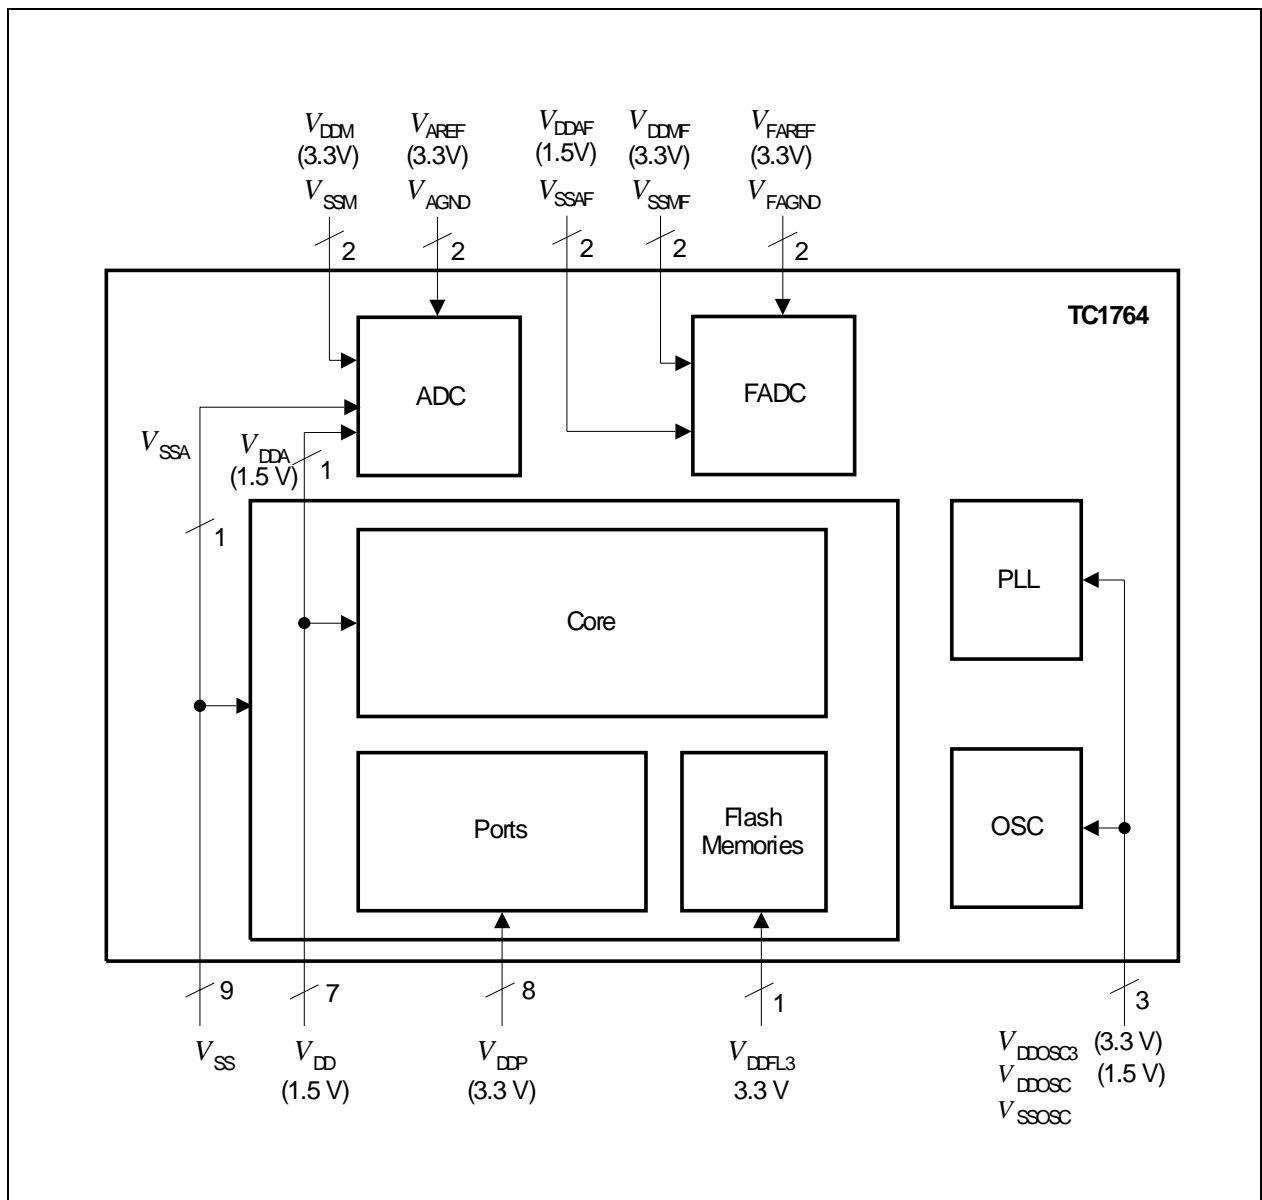 VDDM VAREF VDDAF VDDMF VFAREF
(3.3V) (3.3V) (1.5V) (3.3V) (3.3V)
VSSM VAGND VSSAF VSSMF VFAGND
2 2 2 2 2
TC1764
ADC FADC
VSSA VDDA
(1.5 V) 1
1
PLL
Core
Ports Flash Memories OSC
9 7 8 1 3
VSS VDD VDDP VDDFL3 VDDOSC3 (3.3 V)
(1.5 V) (3.3 V) 3.3 V VDDOSC (1.5 V)
VSSOSC